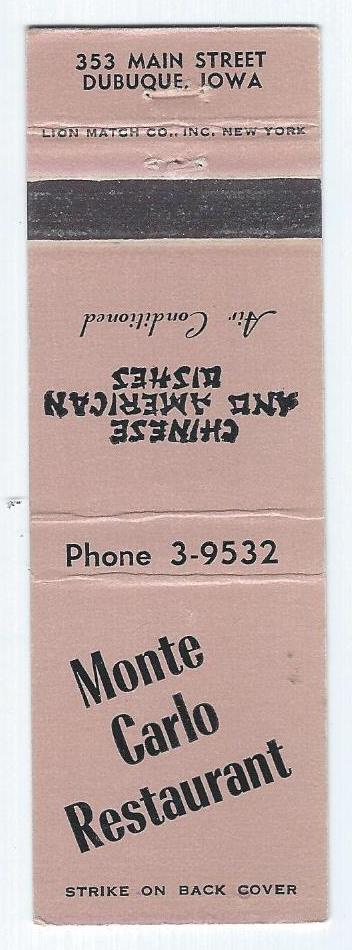 353 MAIN STREET
DUBUQUE, IOWA
LION MATCH CO., INC. NEW YORK
CHINESE
AND AMERICAN
DISHES
Air Conditioned
Phone 3-9532
Monte
Carlo
Restaurant
STRIKE ON BACK COVER